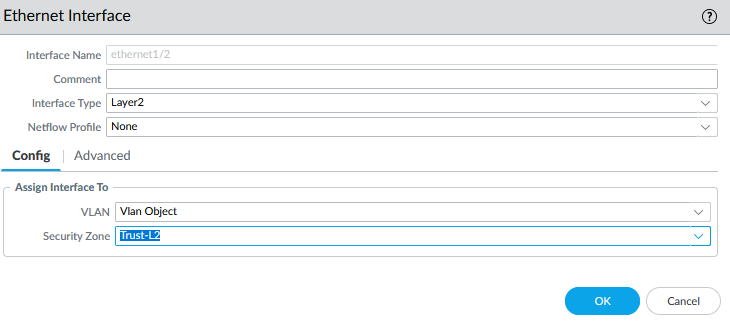 Ethernet Interface
Interface Name ethernet1/2
Comment
Interface Type Layer2
Netflow Profile None
Config Advanced
Assign Interface To
VLAN Vlan Object
Security Zone Trust-L2
OK Cancel